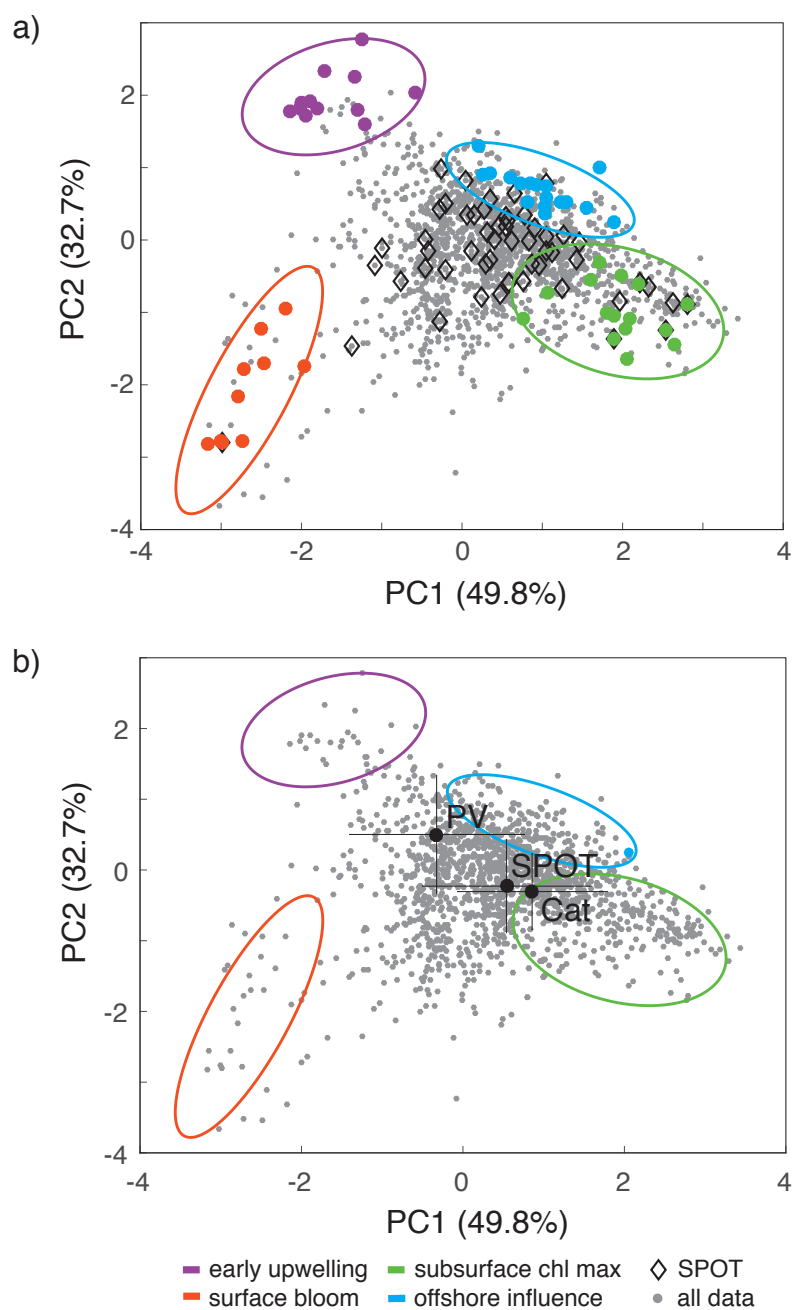 a)
2
0
-2
-4
PC2 (32.7%)
-4
-2
0
2
4
PC1 (49.8%)
b)
2
0
-2
-4
PC2 (32.7%)
PV
SPOT
Cat
-4
-2
0
2
4
PC1 (49.8%)
early upwelling subsurface chl max SPOT
surface bloom offshore influence all data